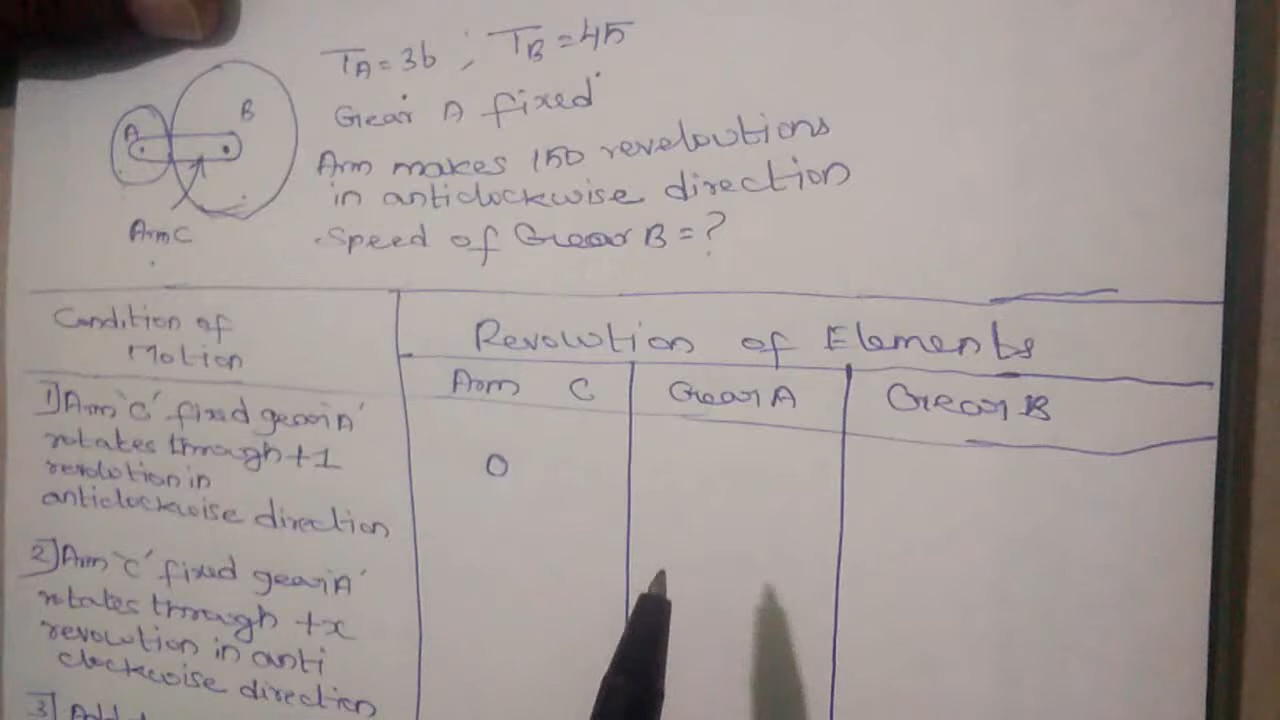 TA = 36 ; TB = 45
Gear A fixed
Arm makes 150 reveloutions
in anticlockwise direction
Speed of Gear B = ?
A
B
Arm C
Condition of
Motion
Revolution of Elements
Arm C
Gear A
Gear B
1] Arm 'C' fixed gear 'A'
rotates through +1
revolution in
anticlockwise direction
0
2] Arm 'C' fixed gear 'A'
rotates through +x
revolution in anti
clockwise direction
3] Add